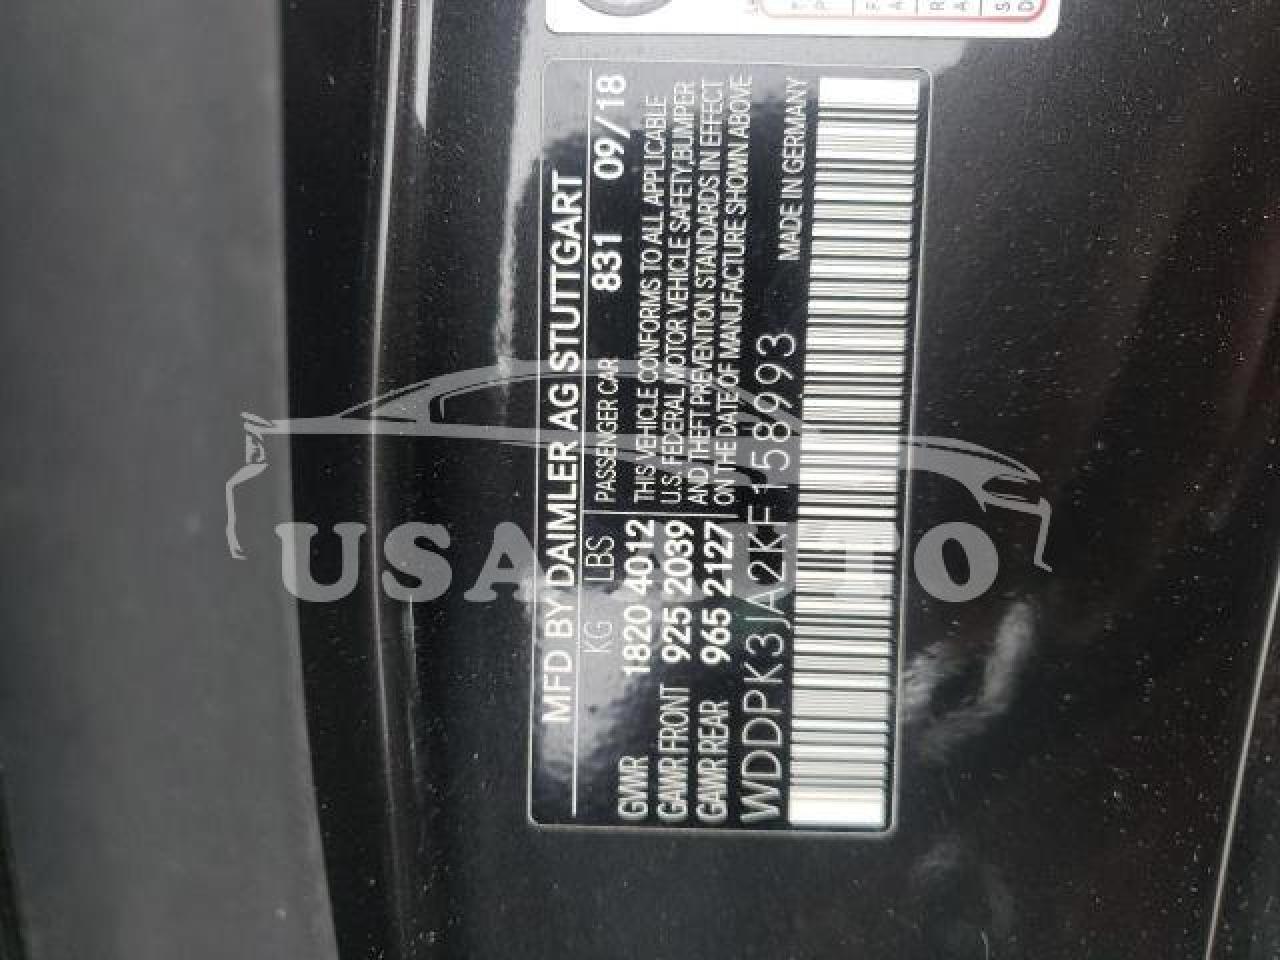 MFD BY DAIMLER AG STUTTGART
KG LBS PASSENGER CAR 831 09/18
GVWR 1820 4012 THIS VEHICLE CONFORMS TO ALL APPLICABLE
GAWR FRONT 925 2039 U.S. FEDERAL MOTOR VEHICLE SAFETY,BUMPER
GAWR REAR 965 2127 AND THEFT PREVENTION STANDARDS IN EFFECT
ON THE DATE OF MANUFACTURE SHOWN ABOVE
WDDPK3JA2KF158993 MADE IN GERMANY
USAAUTO